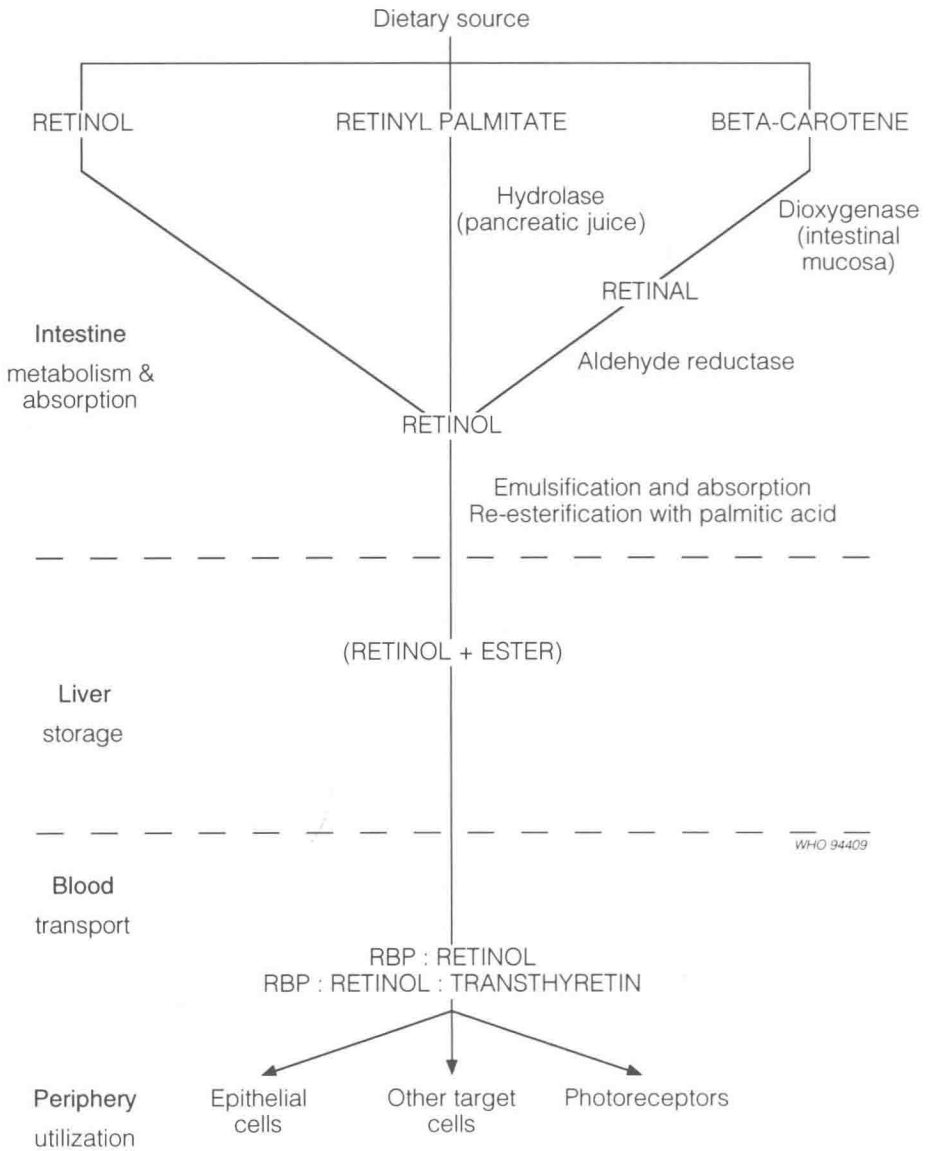 Dietary source
RETINOL
RETINYL PALMITATE
BETA-CAROTENE
Hydrolase
(pancreatic juice)
Dioxygenase
(intestinal
mucosa)
RETINAL
Intestine
metabolism &
absorption
Aldehyde reductase
RETINOL
Emulsification and absorption
Re-esterification with palmitic acid
(RETINOL + ESTER)
Liver
storage
WHO 94409
Blood
transport
RBP : RETINOL
RBP : RETINOL : TRANSTHYRETIN
Periphery
utilization
Epithelial
cells
Other target
cells
Photoreceptors